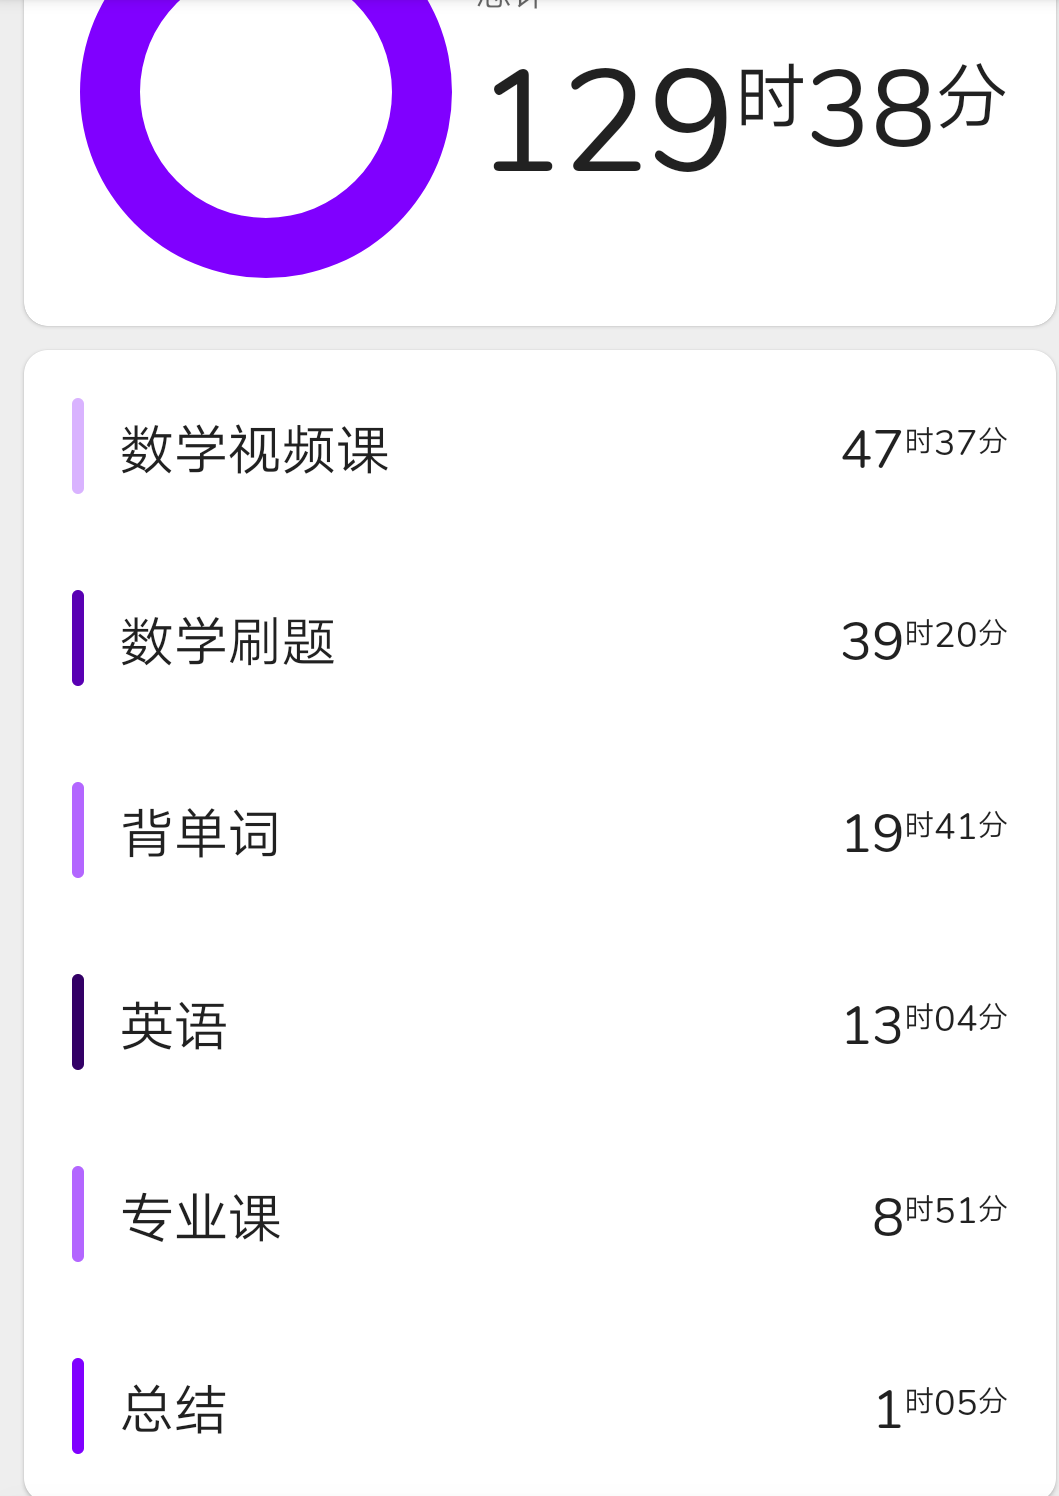 129时38分
数学视频课 47时37分
数学刷题 39时20分
背单词 19时41分
英语 13时04分
专业课 8时51分
总结 1时05分